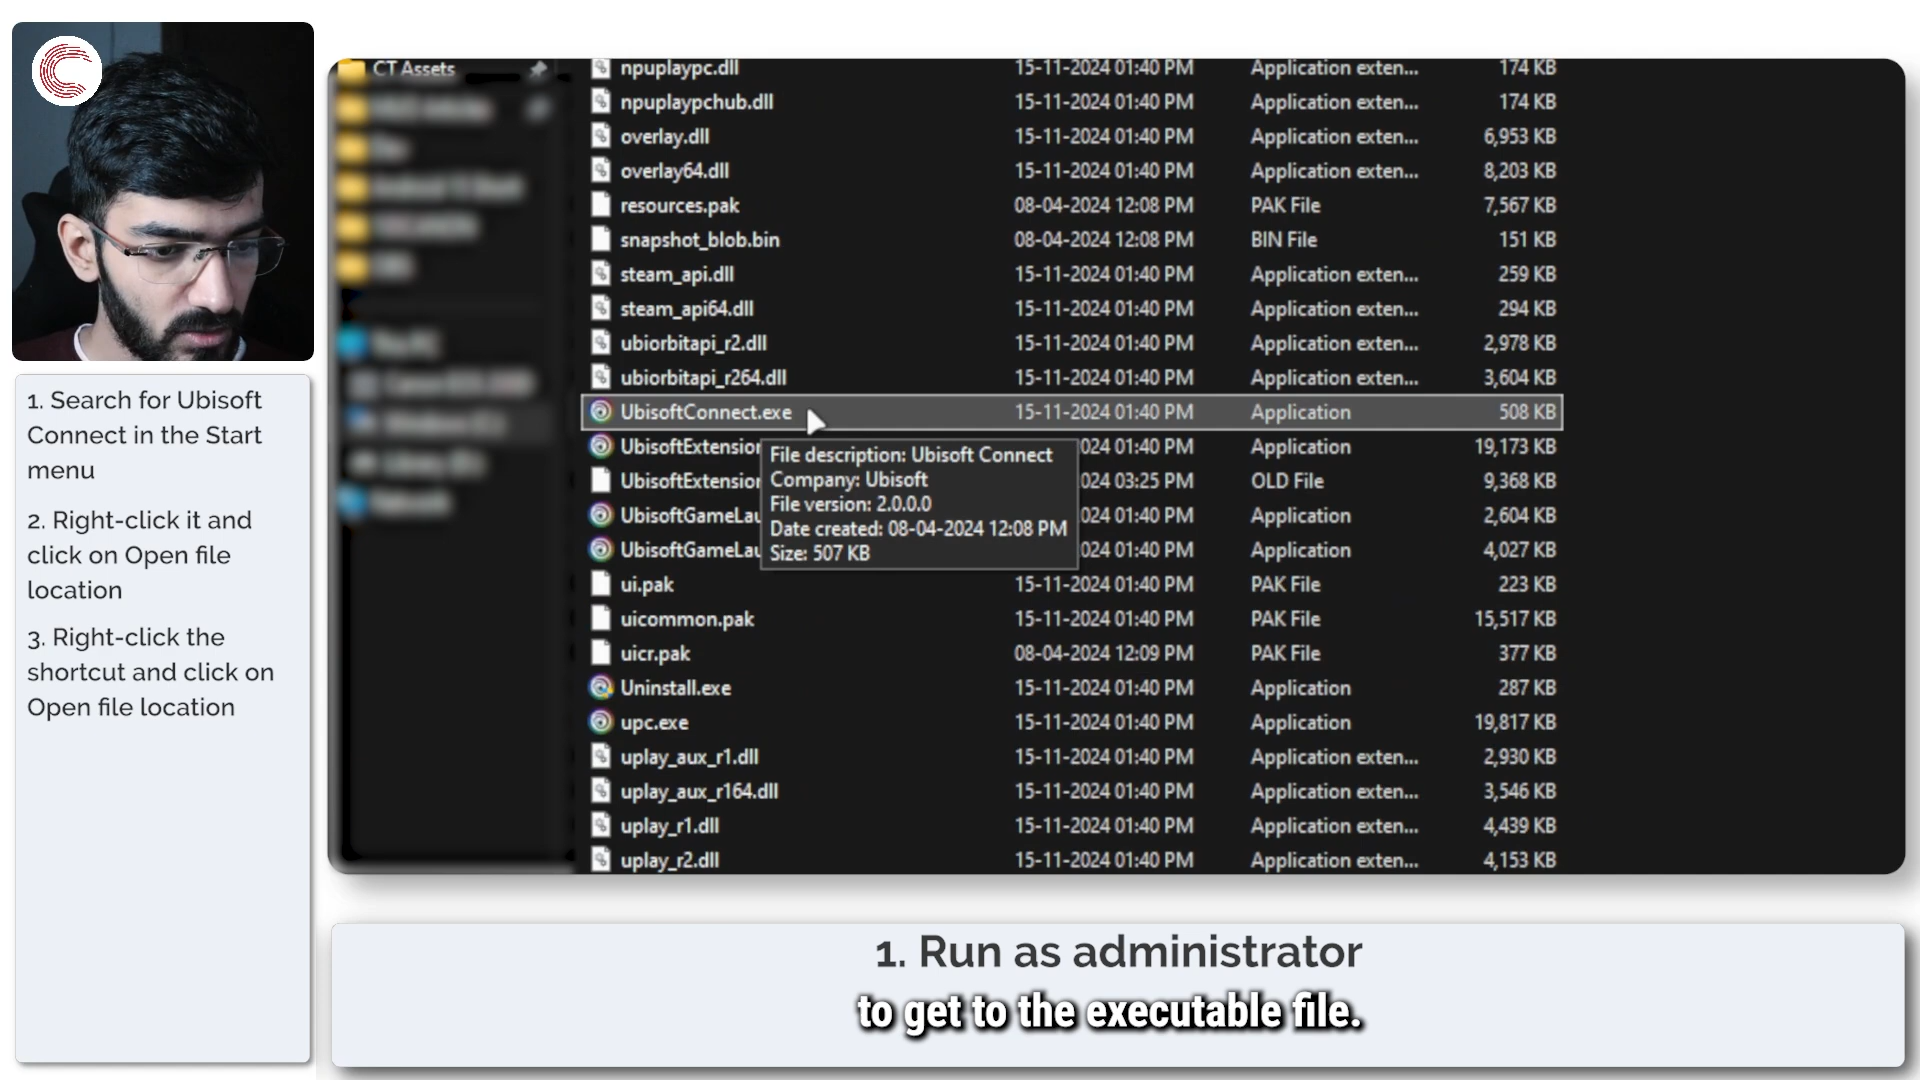 1. Search for Ubisoft
Connect in the Start
menu
2. Right-click it and
click on Open file
location
3. Right-click the
shortcut and click on
Open file location
CT Assets
npuplaypc.dll 15-11-2024 01:40 PM Application exten... 174 KB
npuplaypchub.dll 15-11-2024 01:40 PM Application exten... 174 KB
overlay.dll 15-11-2024 01:40 PM Application exten... 6,953 KB
overlay64.dll 15-11-2024 01:40 PM Application exten... 8,203 KB
resources.pak 08-04-2024 12:08 PM PAK File 7,567 KB
snapshot_blob.bin 08-04-2024 12:08 PM BIN File 151 KB
steam_api.dll 15-11-2024 01:40 PM Application exten... 259 KB
steam_api64.dll 15-11-2024 01:40 PM Application exten... 294 KB
ubiorbitapi_r2.dll 15-11-2024 01:40 PM Application exten... 2,978 KB
ubiorbitapi_r264.dll 15-11-2024 01:40 PM Application exten... 3,604 KB
UbisoftConnect.exe 15-11-2024 01:40 PM Application 508 KB
UbisoftExtension 024 01:40 PM Application 19,173 KB
UbisoftExtension 024 03:25 PM OLD File 9,368 KB
UbisoftGameLau 024 01:40 PM Application 2,604 KB
UbisoftGameLau 024 01:40 PM Application 4,027 KB
File description: Ubisoft Connect
Company: Ubisoft
File version: 2.0.0.0
Date created: 08-04-2024 12:08 PM
Size: 507 KB
ui.pak 15-11-2024 01:40 PM PAK File 223 KB
uicommon.pak 15-11-2024 01:40 PM PAK File 15,517 KB
uicr.pak 08-04-2024 12:09 PM PAK File 377 KB
Uninstall.exe 15-11-2024 01:40 PM Application 287 KB
upc.exe 15-11-2024 01:40 PM Application 19,817 KB
uplay_aux_r1.dll 15-11-2024 01:40 PM Application exten... 2,930 KB
uplay_aux_r164.dll 15-11-2024 01:40 PM Application exten... 3,546 KB
uplay_r1.dll 15-11-2024 01:40 PM Application exten... 4,439 KB
uplay_r2.dll 15-11-2024 01:40 PM Application exten... 4,153 KB
1. Run as administrator
to get to the executable file.